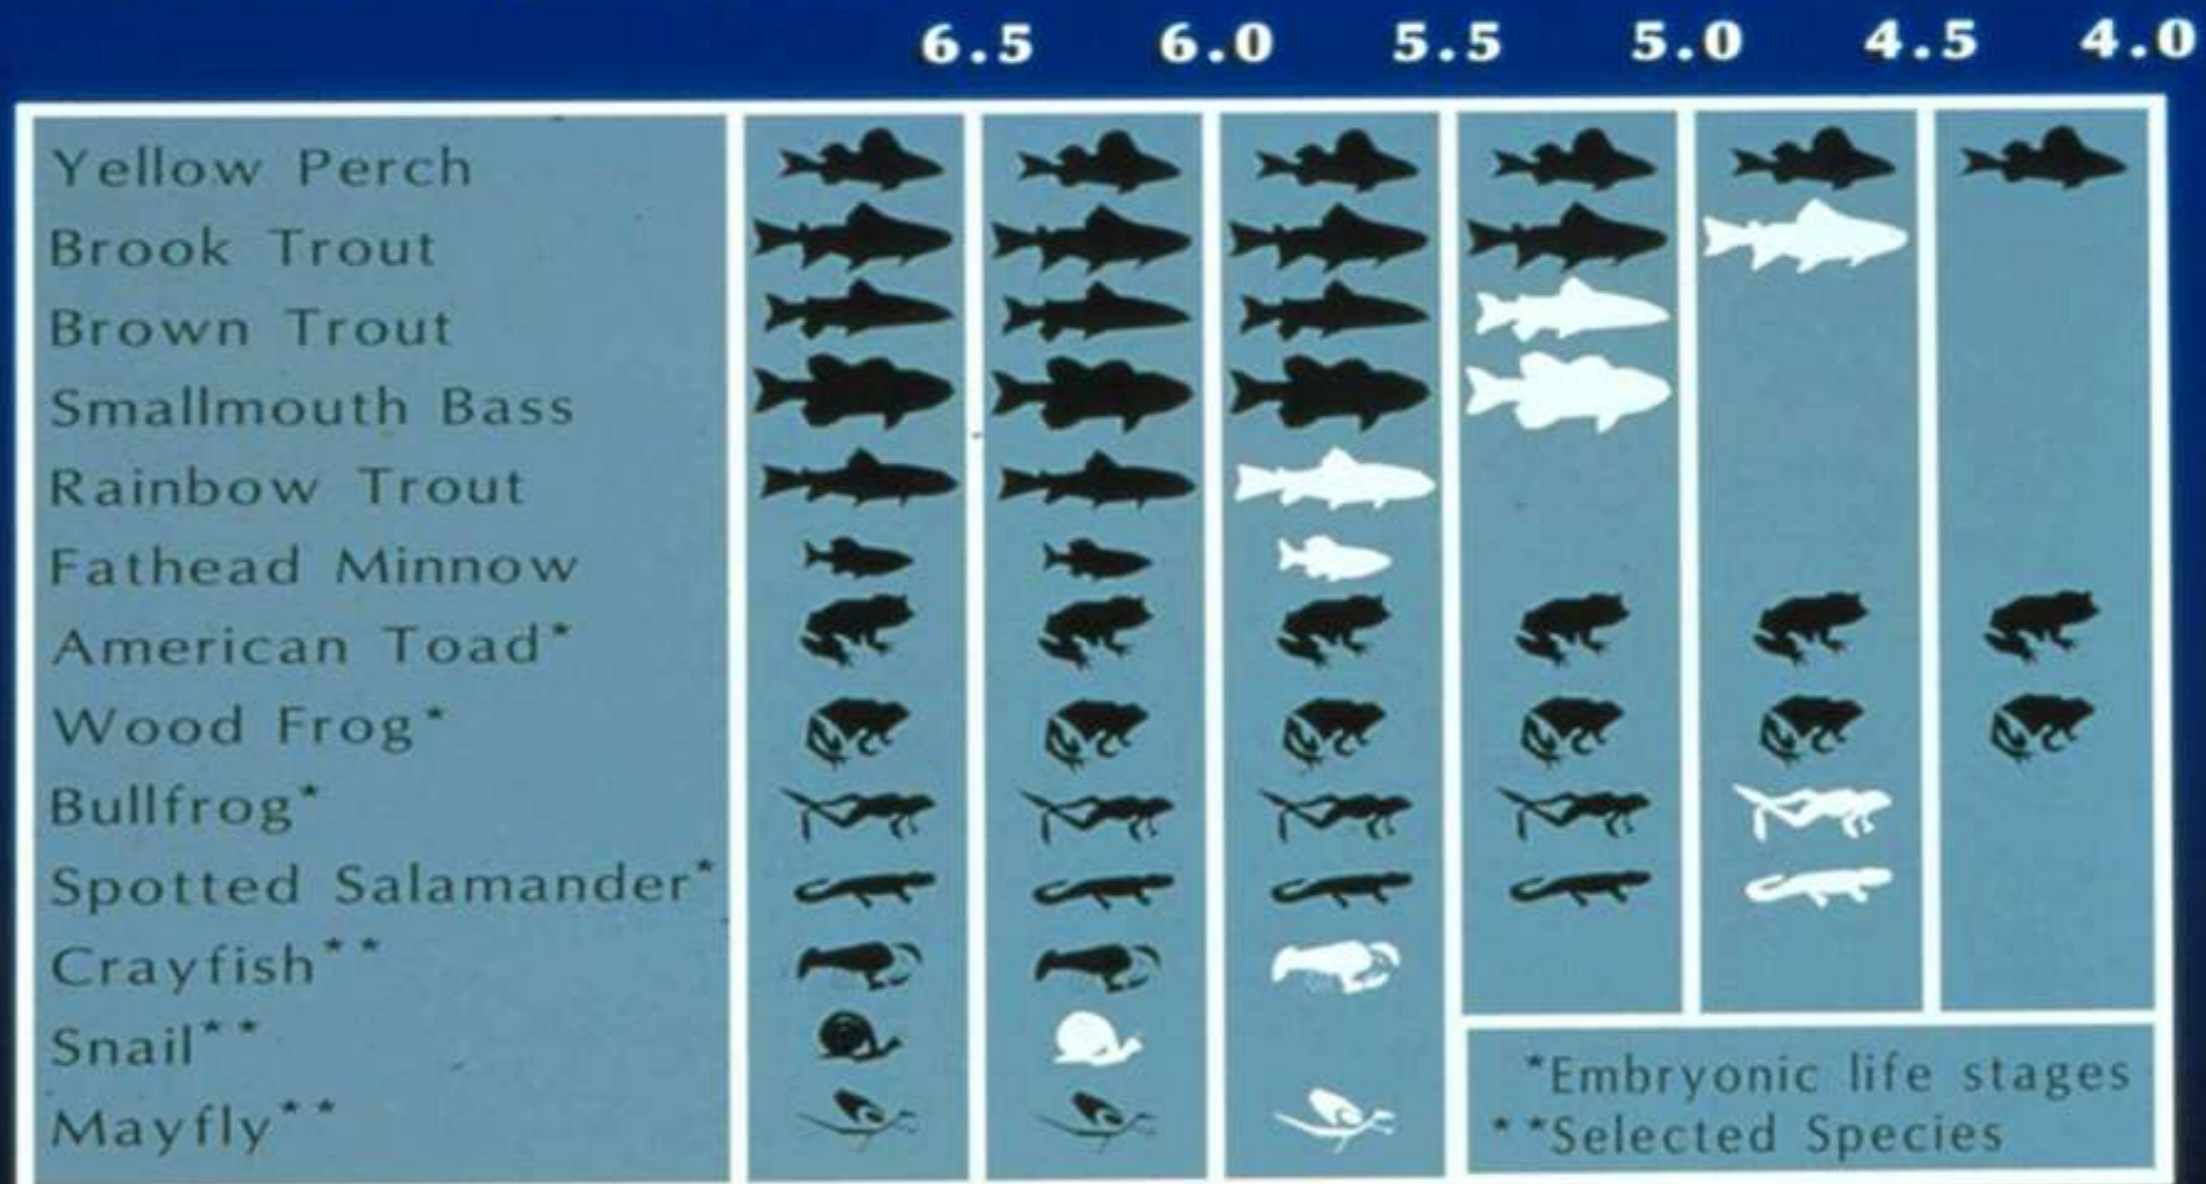 6.5 6.0 5.5 5.0 4.5 4.0
Yellow Perch
Brook Trout
Brown Trout
Smallmouth Bass
Rainbow Trout
Fathead Minnow
American Toad*
Wood Frog*
Bullfrog*
Spotted Salamander*
Crayfish**
Snail**
Mayfly**
*Embryonic life stages
**Selected Species